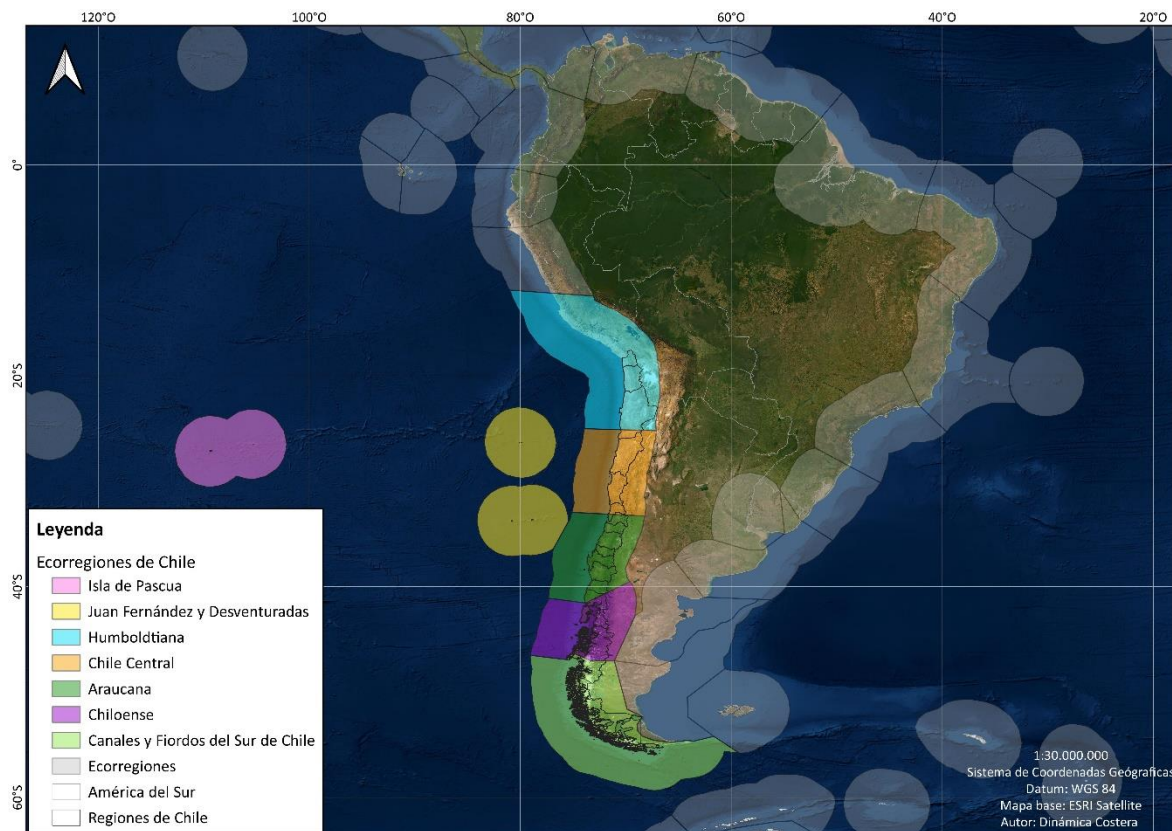 120°O 100°O 80°O 60°O 40°O 20°O
0°
20°S
40°S
60°S
Leyenda
Ecorregiones de Chile
Isla de Pascua
Juan Fernández y Desventuradas
Humboldtiana
Chile Central
Araucana
Chiloense
Canales y Fiordos del Sur de Chile
Ecorregiones
América del Sur
Regiones de Chile
1:30.000.000
Sistema de Coordenadas Geógraficas
Datum: WGS 84
Mapa base: ESRI Satellite
Autor: Dinámica Costera